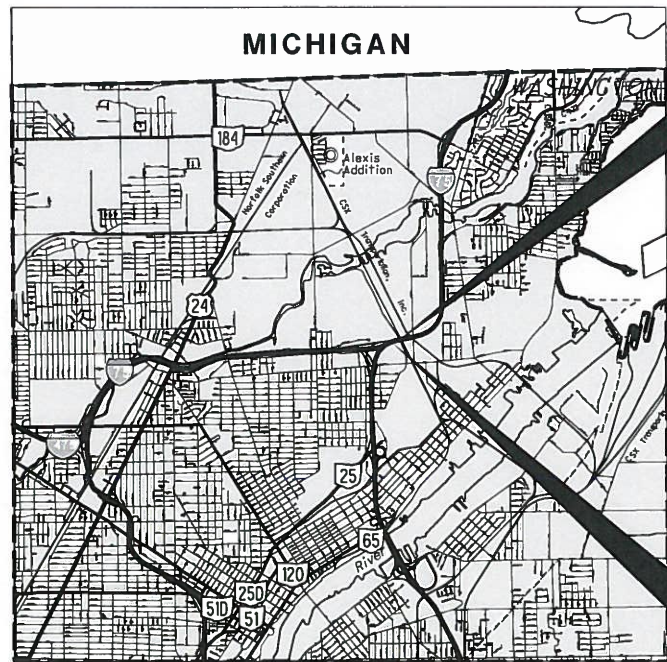 MICHIGAN
WASHINGTON
184
Alexis
Addition
75
Norfolk Southern
Corporation
CSX
Transportation,
Inc.
24
75
475
CSX Transport
25
65
River
120
25D
51D
51